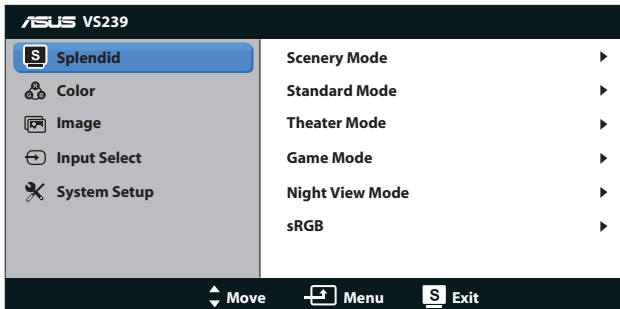 ASUS VS239
S Splendid
Color
Image
Input Select
System Setup
Scenery Mode
Standard Mode
Theater Mode
Game Mode
Night View Mode
sRGB
Move Menu S Exit